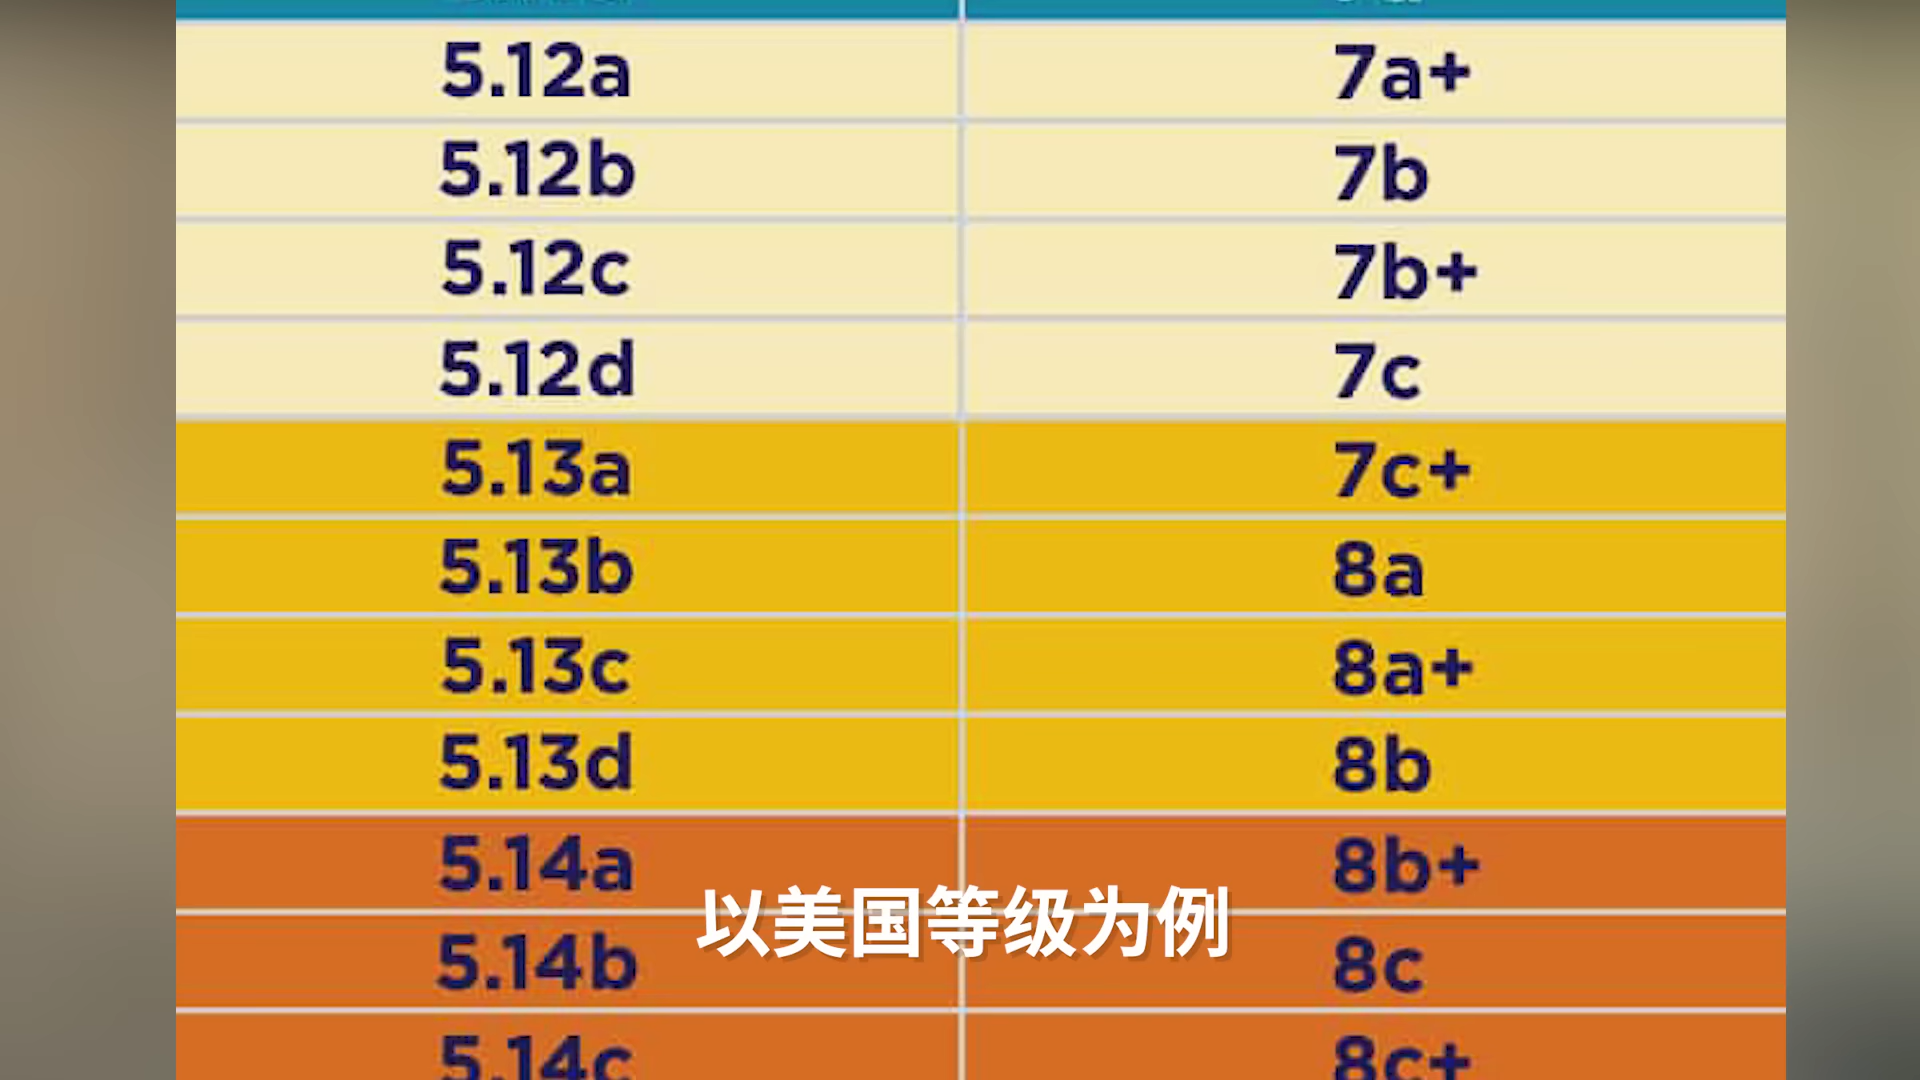 5.12a 7a+
5.12b 7b
5.12c 7b+
5.12d 7c
5.13a 7c+
5.13b 8a
5.13c 8a+
5.13d 8b
5.14a 8b+
以美国等级为例
5.14b 8c
5.14c 8c+